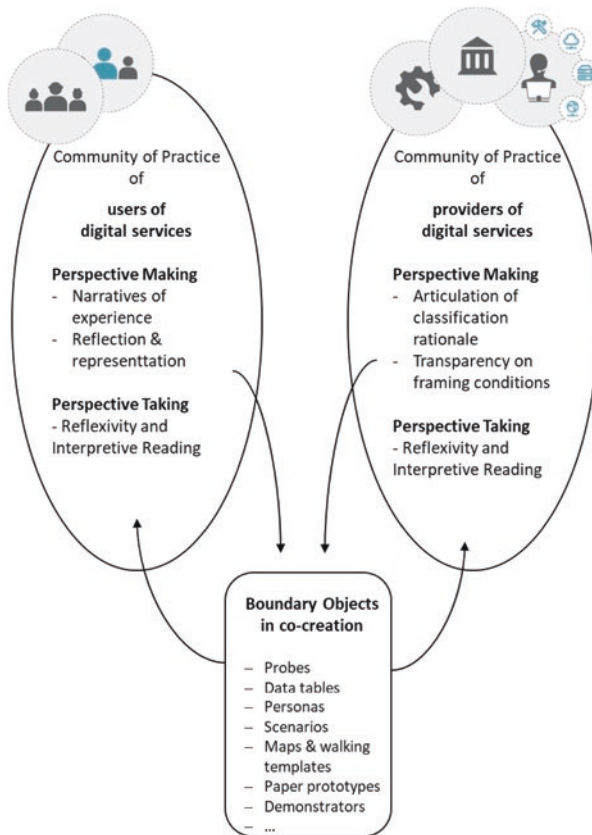 Community of Practice
of
users of
digital services
Perspective Making
- Narratives of
experience
- Reflection &
representtation
Perspective Taking
- Reflexivity and
Interpretive Reading
Community of Practice
of
providers of
digital services
Perspective Making
- Articulation of
classification
rationale
- Transparency on
framing conditions
Perspective Taking
- Reflexivity and
Interpretive Reading
Boundary Objects
in co-creation
– Probes
– Data tables
– Personas
– Scenarios
– Maps & walking
templates
– Paper prototypes
– Demonstrators
– ...